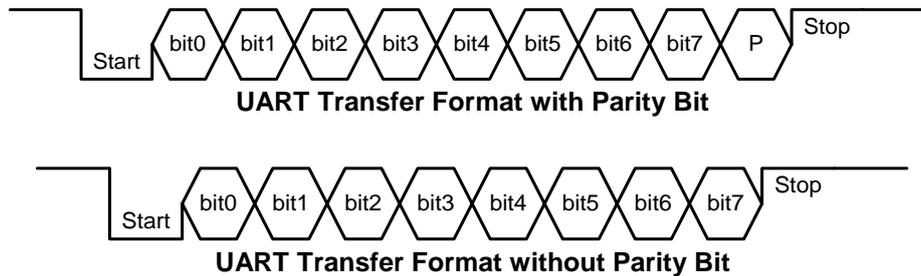 Start bit0 bit1 bit2 bit3 bit4 bit5 bit6 bit7 P Stop
UART Transfer Format with Parity Bit
Start bit0 bit1 bit2 bit3 bit4 bit5 bit6 bit7 Stop
UART Transfer Format without Parity Bit